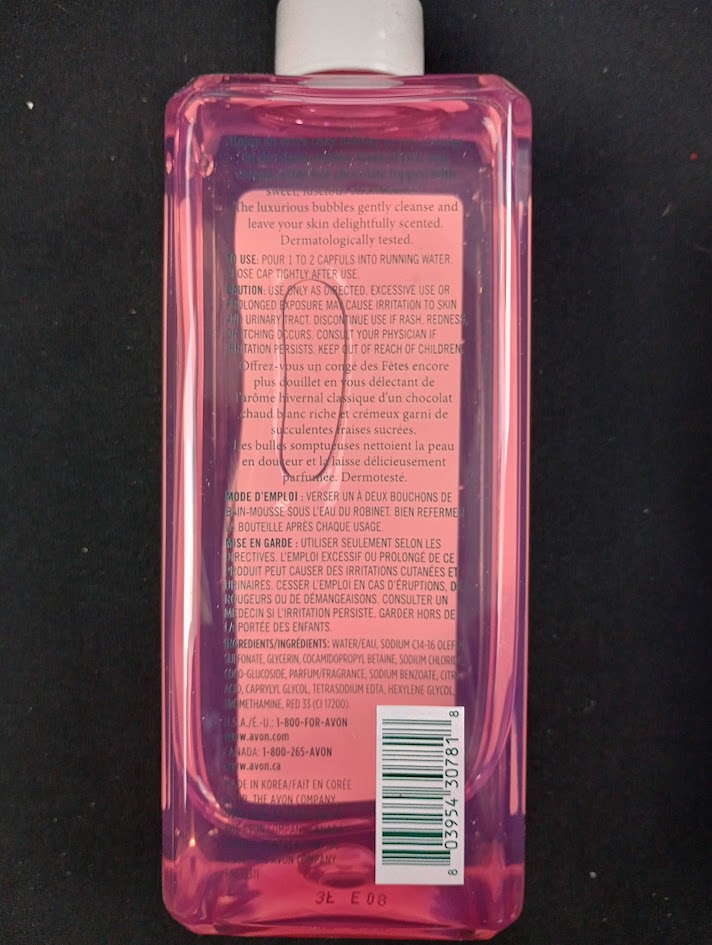 sweet, luscious
The luxurious bubbles gently cleanse and
leave your skin delightfully scented.
Dermatologically tested.
TO USE: POUR 1 TO 2 CAPFULS INTO RUNNING WATER.
CLOSE CAP TIGHTLY AFTER USE.
CAUTION: USE ONLY AS DIRECTED. EXCESSIVE USE OR
PROLONGED EXPOSURE MAY CAUSE IRRITATION TO SKIN
AND URINARY TRACT. DISCONTINUE USE IF RASH, REDNESS,
OR ITCHING OCCURS. CONSULT YOUR PHYSICIAN IF
IRRITATION PERSISTS. KEEP OUT OF REACH OF CHILDREN.
Offrez-vous un congé des Fêtes encore
plus douillet en vous délectant de
l'arôme hivernal classique d'un chocolat
chaud blanc riche et crémeux garni de
succulentes fraises sucrées.
Les bulles somptueuses nettoient la peau
en douceur et la laisse délicieusement
parfumée. Dermotesté.
MODE D'EMPLOI : VERSER UN À DEUX BOUCHONS DE
BAIN-MOUSSE SOUS L'EAU DU ROBINET. BIEN REFERMER
LA BOUTEILLE APRÈS CHAQUE USAGE.
MISE EN GARDE : UTILISER SEULEMENT SELON LES
DIRECTIVES. L'EMPLOI EXCESSIF OU PROLONGÉ DE CE
PRODUIT PEUT CAUSER DES IRRITATIONS CUTANÉES ET
URINAIRES. CESSER L'EMPLOI EN CAS D'ÉRUPTIONS, DE
ROUGEURS OU DE DÉMANGEAISONS. CONSULTER UN
MÉDECIN SI L'IRRITATION PERSISTE. GARDER HORS DE
LA PORTÉE DES ENFANTS.
INGREDIENTS/INGRÉDIENTS: WATER/EAU, SODIUM C14-16 OLEFIN
SULFONATE, GLYCERIN, COCAMIDOPROPYL BETAINE, SODIUM CHLORIDE,
COCO-GLUCOSIDE, PARFUM/FRAGRANCE, SODIUM BENZOATE, CITRIC
ACID, CAPRYLYL GLYCOL, TETRASODIUM EDTA, HEXYLENE GLYCOL,
TROMETHAMINE, RED 33 (CI 17200).
U.S.A./É.-U.: 1-800-FOR-AVON
www.avon.com
CANADA: 1-800-265-AVON
www.avon.ca
MADE IN KOREA/FAIT EN CORÉE
THE AVON COMPANY
8 03954 30781 8
3E E 08